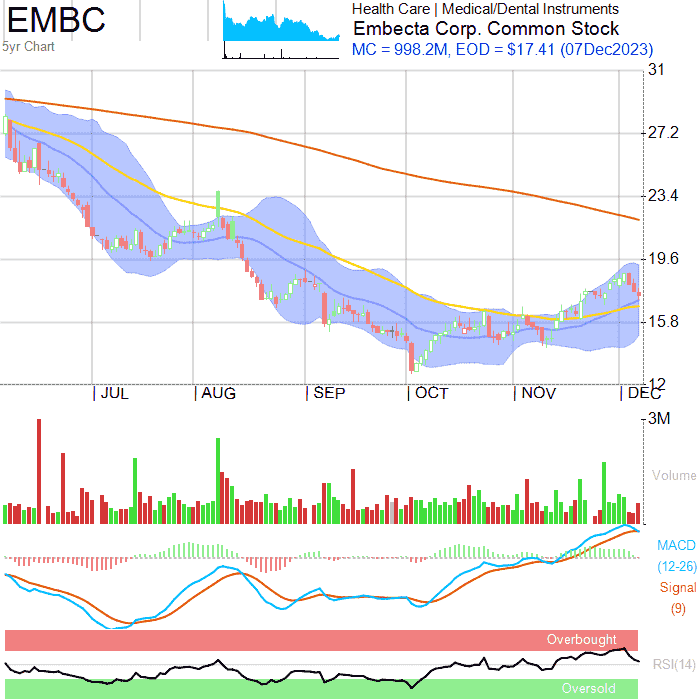 EMBC
5yr Chart
Health Care | Medical/Dental Instruments
Embecta Corp. Common Stock
MC = 998.2M, EOD = $17.41 (07Dec2023)
31
27.2
23.4
19.6
15.8
12
JUL
AUG
SEP
OCT
NOV
DEC
3M
Volume
MACD
(12-26)
Signal
(9)
Overbought
RSI(14)
Oversold